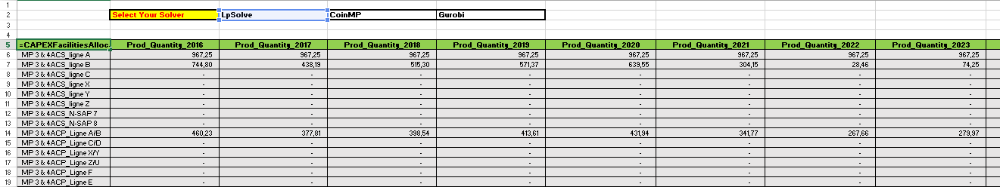 1
2 Select Your Solver LpSolve CoinMP Gurobi
3
4
5 =CAPEXFacilitiesAlloc Prod_Quantity_2016 Prod_Quantity_2017 Prod_Quantity_2018 Prod_Quantity_2019 Prod_Quantity_2020 Prod_Quantity_2021 Prod_Quantity_2022 Prod_Quantity_2023
6 MP 3 & 4ACS_ligne A 967,25 967,25 967,25 967,25 967,25 967,25 967,25 967,25
7 MP 3 & 4ACS_ligne B 744,80 438,19 515,30 571,37 639,55 304,15 28,46 74,25
8 MP 3 & 4ACS_ligne C - - - - - - - -
9 MP 3 & 4ACS_ligne X - - - - - - - -
10 MP 3 & 4ACS_ligne Y - - - - - - - -
11 MP 3 & 4ACS_ligne Z - - - - - - - -
12 MP 3 & 4ACS_N-SAP 7 - - - - - - - -
13 MP 3 & 4ACS_N-SAP 8 - - - - - - - -
14 MP 3 & 4ACP_Ligne A/B 460,23 377,81 398,54 413,61 431,94 341,77 267,66 279,97
15 MP 3 & 4ACP_Ligne C/D - - - - - - - -
16 MP 3 & 4ACP_Ligne X/Y - - - - - - - -
17 MP 3 & 4ACP_Ligne Z/U - - - - - - - -
18 MP 3 & 4ACP_Ligne F - - - - - - - -
19 MP 3 & 4ACP_Ligne E - - - - - - - -